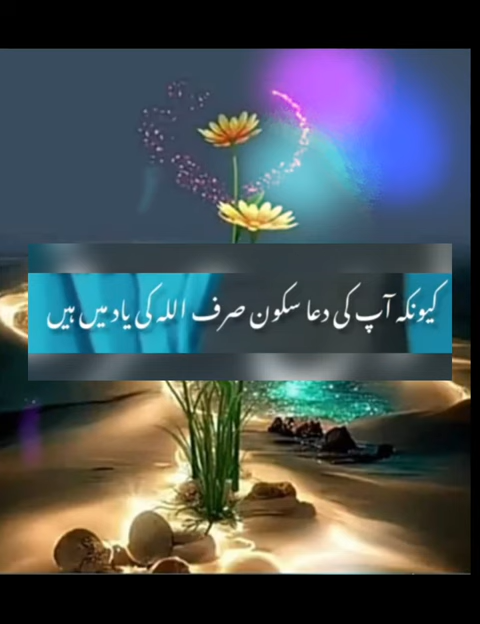 کیونکہ آپ کی دعا سکون صرف اللہ کی یاد میں ہیں